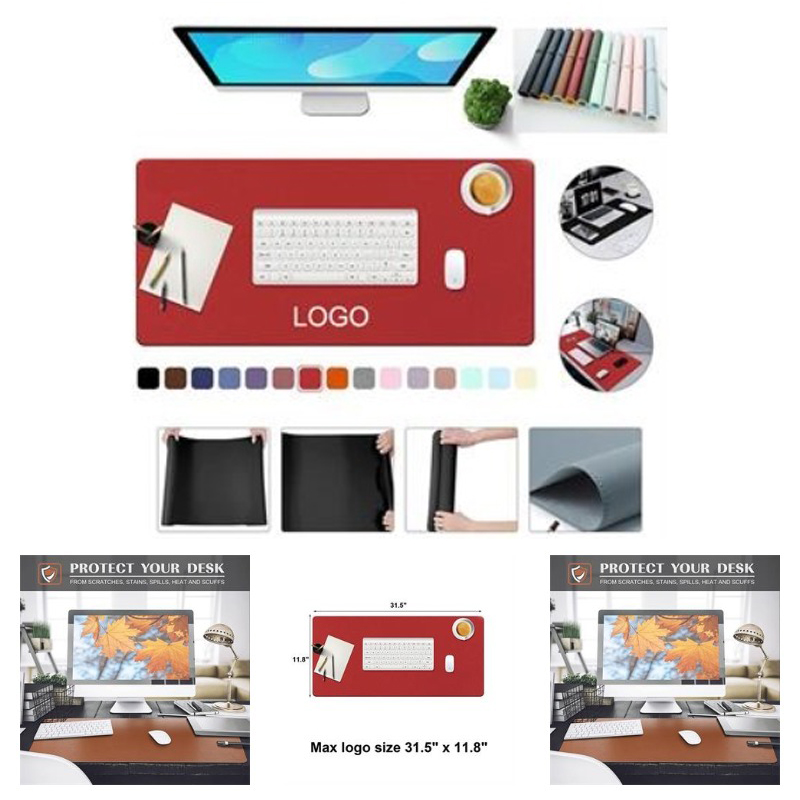 LOGO
PROTECT YOUR DESK
FROM SCRATCHES, STAINS, SPILLS, HEAT AND SCUFFS
31.5"
11.8"
Max logo size 31.5" x 11.8"
PROTECT YOUR DESK
FROM SCRATCHES, STAINS, SPILLS, HEAT AND SCUFFS